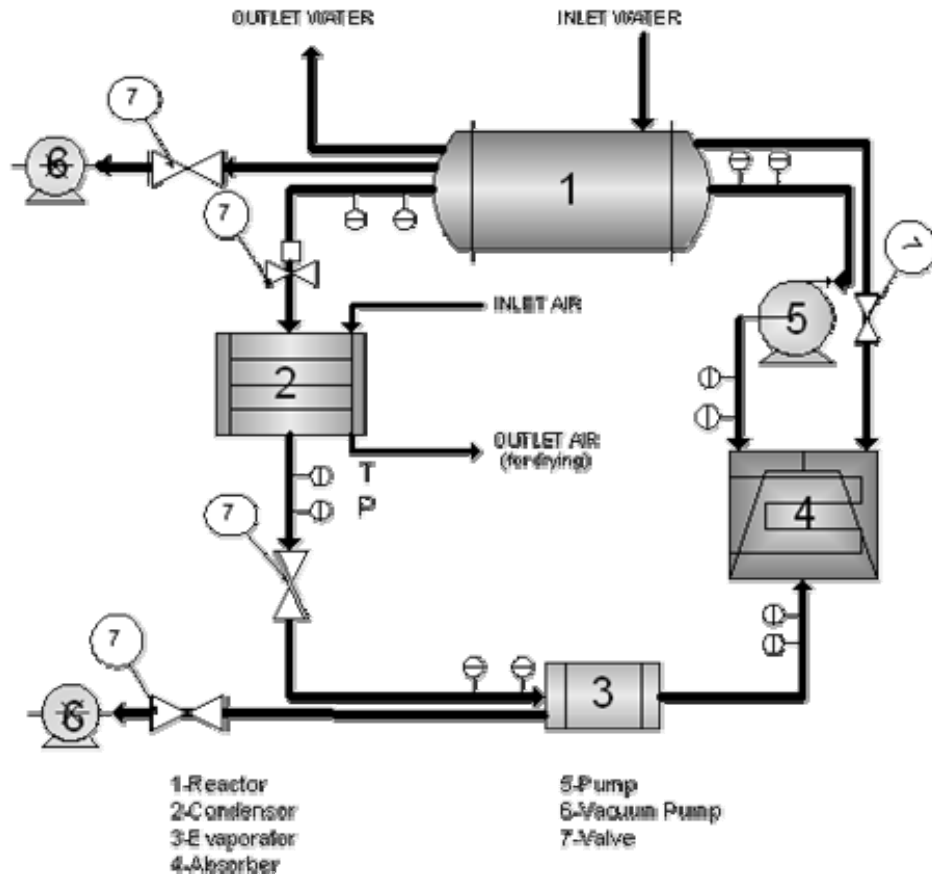 OUTLET WATER
INLET WATER
7
6
1
7
7
INLET AIR
5
2
OUTLET AIR
(for drying)
T
P
7
4
7
3
6
1-Reactor
2-Condensor
3-Evaporator
4-Absorber
5-Pump
6-Vacuum Pump
7-Valve